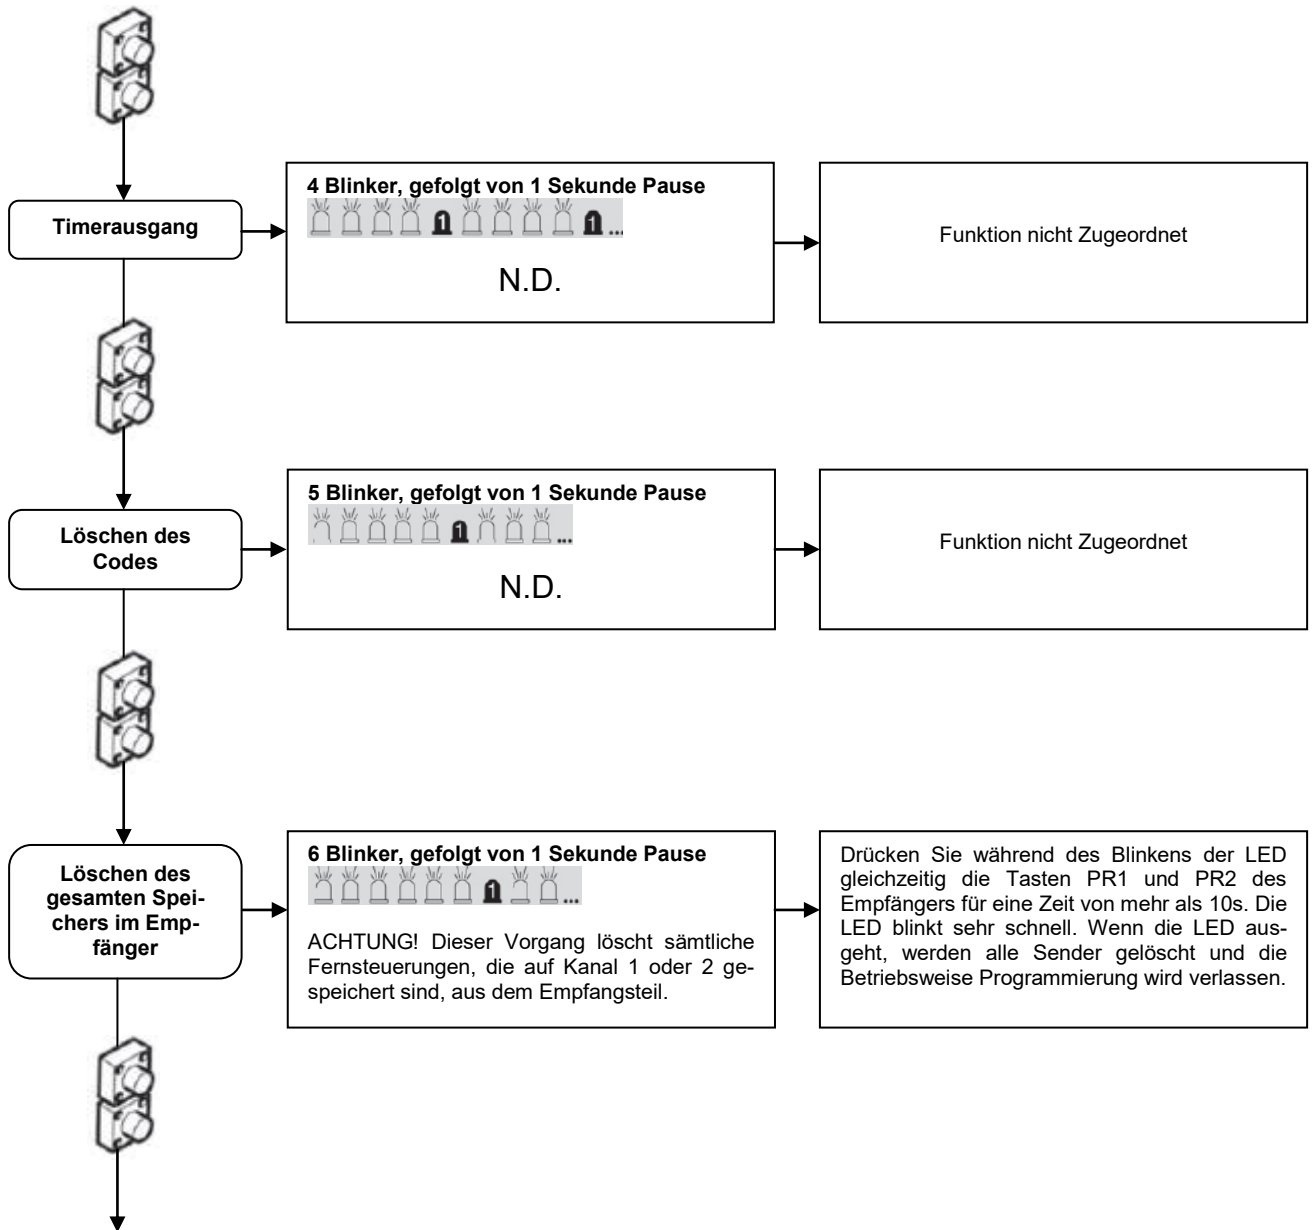 Timerausgang
4 Blinker, gefolgt von 1 Sekunde Pause
1 1 ...
N.D.
Funktion nicht Zugeordnet
Löschen des
Codes
5 Blinker, gefolgt von 1 Sekunde Pause
1 ...
N.D.
Funktion nicht Zugeordnet
Löschen des
gesamten Spei-
chers im Emp-
fänger
6 Blinker, gefolgt von 1 Sekunde Pause
1 ...
ACHTUNG! Dieser Vorgang löscht sämtliche
Fernsteuerungen, die auf Kanal 1 oder 2 ge-
speichert sind, aus dem Empfangsteil.
Drücken Sie während des Blinkens der LED
gleichzeitig die Tasten PR1 und PR2 des
Empfängers für eine Zeit von mehr als 10s. Die
LED blinkt sehr schnell. Wenn die LED aus-
geht, werden alle Sender gelöscht und die
Betriebsweise Programmierung wird verlassen.